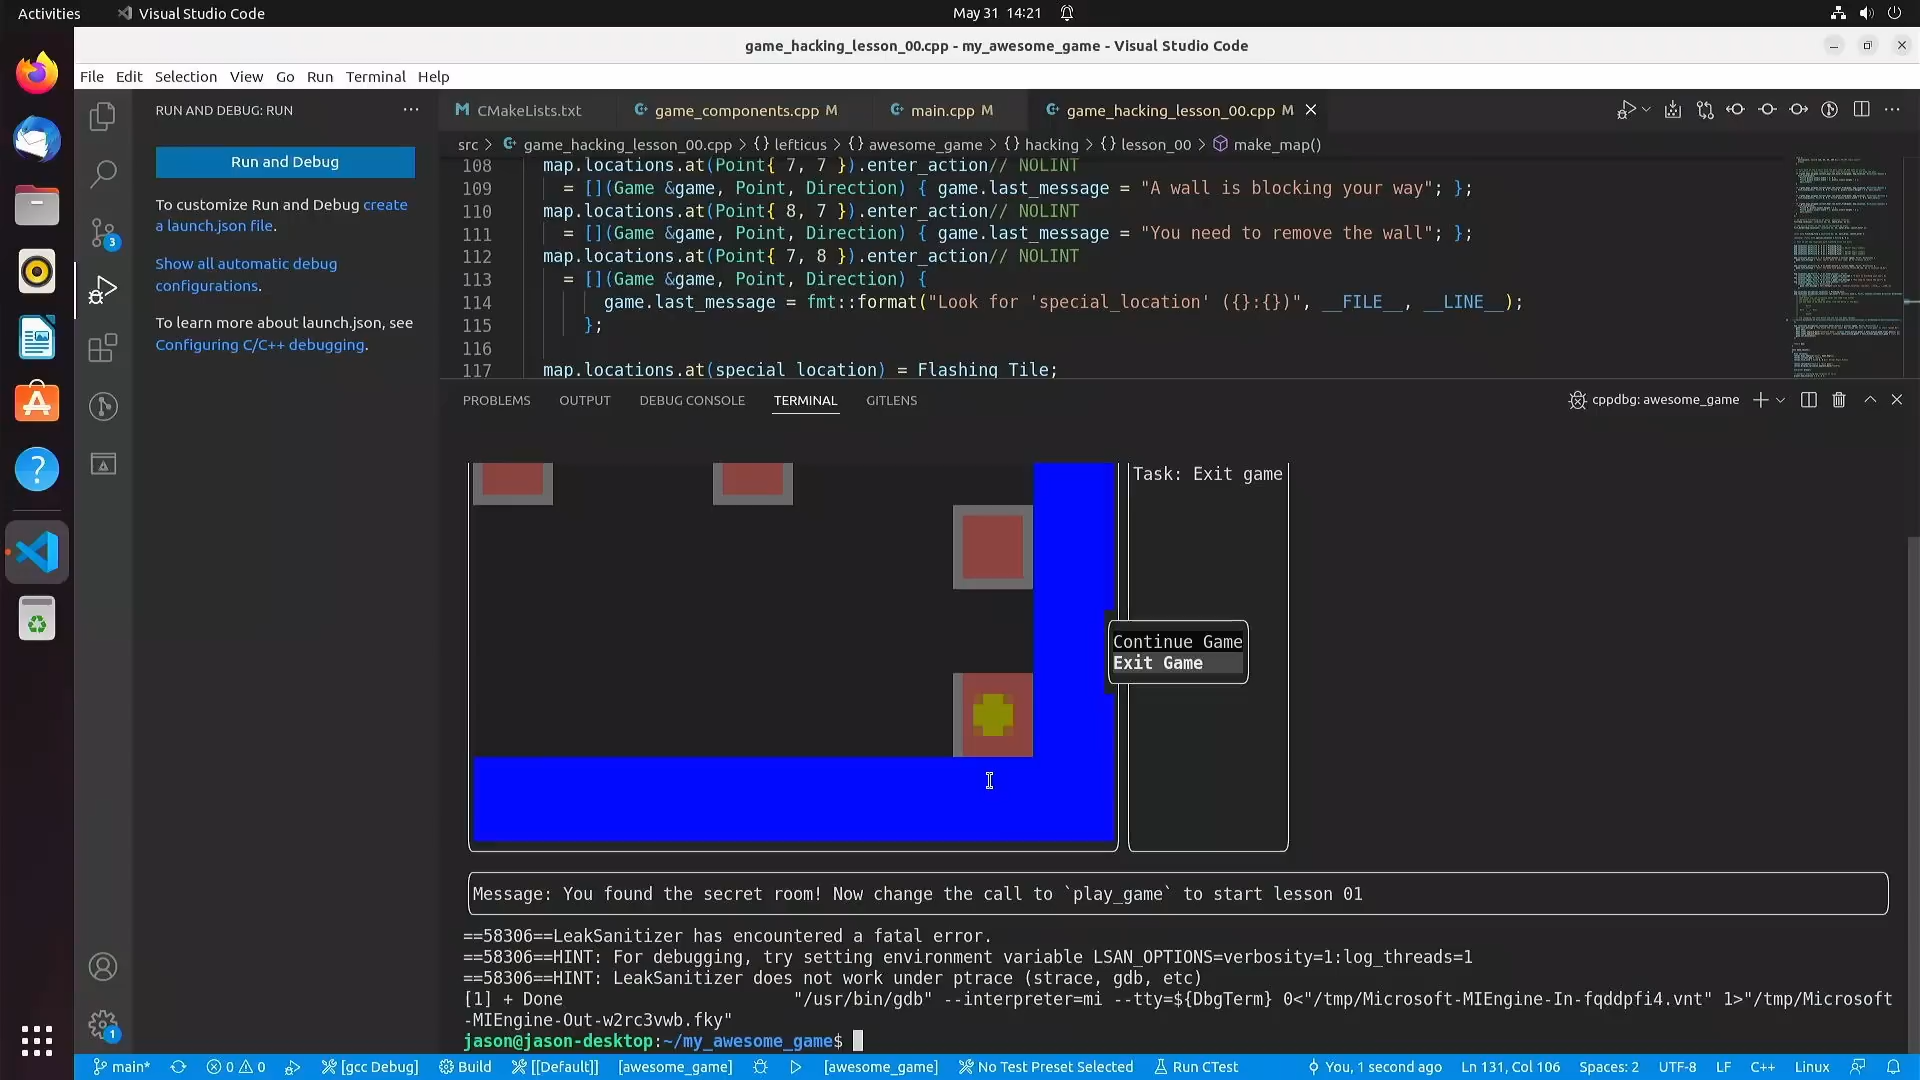 Activities
Visual Studio Code
May 31 14:21
game_hacking_lesson_00.cpp - my_awesome_game - Visual Studio Code
File Edit Selection View Go Run Terminal Help
RUN AND DEBUG: RUN
Run and Debug
To customize Run and Debug create
a launch.json file.
Show all automatic debug
configurations.
To learn more about launch.json, see
Configuring C/C++ debugging.
3
1
CMakeLists.txt
game_components.cpp M
main.cpp M
game_hacking_lesson_00.cpp M
src > game_hacking_lesson_00.cpp > {} lefticus > {} awesome_game > {} hacking > {} lesson_00 > make_map()
108 map.locations.at(Point{ 7, 7 }).enter_action// NOLINT
109 = [](Game &game, Point, Direction) { game.last_message = "A wall is blocking your way"; };
110 map.locations.at(Point{ 8, 7 }).enter_action// NOLINT
111 = [](Game &game, Point, Direction) { game.last_message = "You need to remove the wall"; };
112 map.locations.at(Point{ 7, 8 }).enter_action// NOLINT
113 = [](Game &game, Point, Direction) {
114 game.last_message = fmt::format("Look for 'special_location' ({}:{})", __FILE__, __LINE__);
115 };
116
117 map.locations.at(special_location) = Flashing_Tile;
PROBLEMS OUTPUT DEBUG CONSOLE TERMINAL GITLENS
cppdbg: awesome_game
Task: Exit game
Continue Game
Exit Game
Message: You found the secret room! Now change the call to `play_game` to start lesson 01
==58306==LeakSanitizer has encountered a fatal error.
==58306==HINT: For debugging, try setting environment variable LSAN_OPTIONS=verbosity=1:log_threads=1
==58306==HINT: LeakSanitizer does not work under ptrace (strace, gdb, etc)
[1] + Done "/usr/bin/gdb" --interpreter=mi --tty=${DbgTerm} 0<"/tmp/Microsoft-MIEngine-In-fqddpfi4.vnt" 1>"/tmp/Microsoft
-MIEngine-Out-w2rc3vwb.fky"
jason@jason-desktop:~/my_awesome_game$
main* 0 0 [gcc Debug] Build [[Default]] [awesome_game] [awesome_game] No Test Preset Selected Run CTest You, 1 second ago Ln 131, Col 106 Spaces: 2 UTF-8 LF C++ Linux